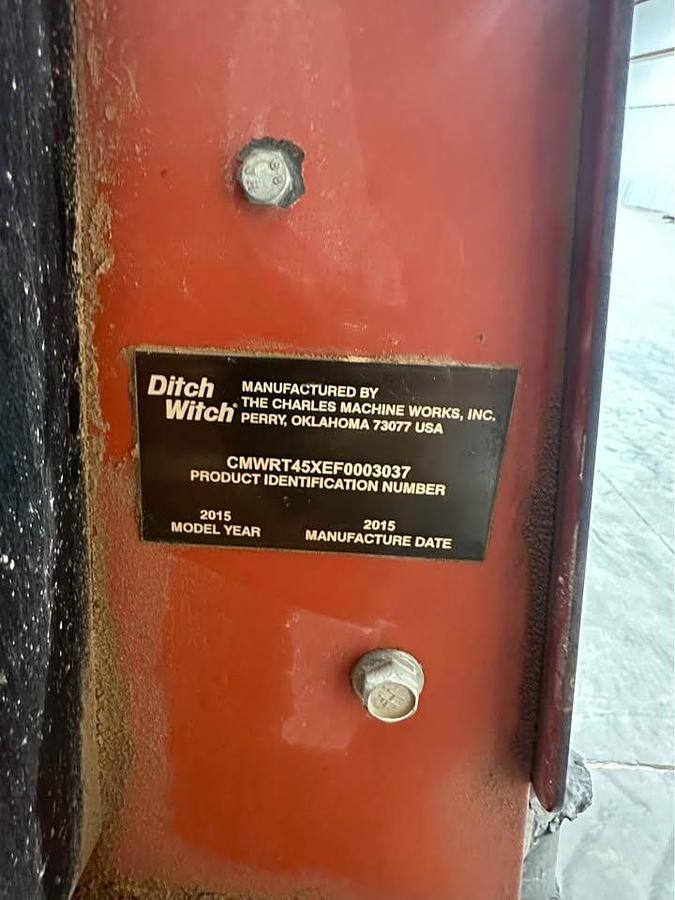 Ditch Witch®
MANUFACTURED BY
THE CHARLES MACHINE WORKS, INC.
PERRY, OKLAHOMA 73077 USA
CMWRT45XEF0003037
PRODUCT IDENTIFICATION NUMBER
2015
MODEL YEAR
2015
MANUFACTURE DATE